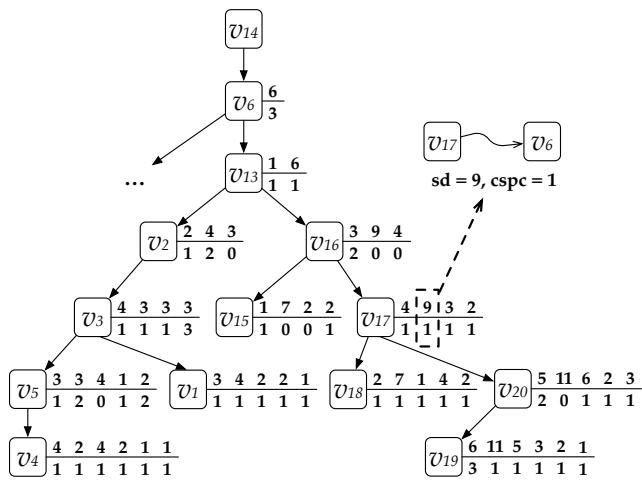 v14
v6 6
3
v17 v6
sd = 9, cspc = 1
...
v13 1 6
1 1
v2 2 4 3
1 2 0
v16 3 9 4
2 0 0
v3 4 3 3 3
1 1 1 3
v15 1 7 2 2
1 0 0 1
v17 4 9 3 2
1 1 1 1
v5 3 3 4 1 2
1 2 0 1 2
v1 3 4 2 2 1
1 1 1 1 1
v18 2 7 1 4 2
1 1 1 1 1
v20 5 11 6 2 3
2 0 1 1 1
v4 4 2 4 2 1 1
1 1 1 1 1 1
v19 6 11 5 3 2 1
3 1 1 1 1 1